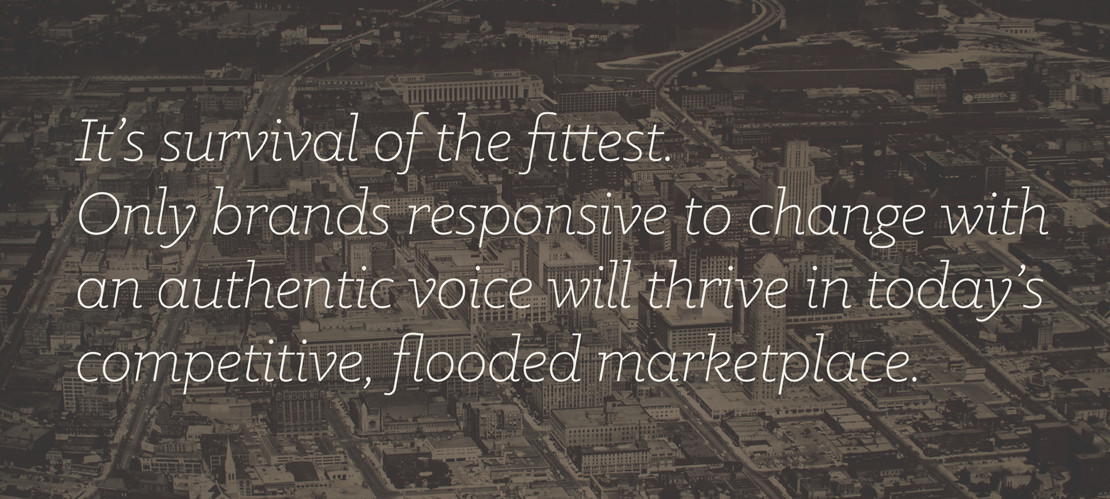 It’s survival of the fittest.
Only brands responsive to change with
an authentic voice will thrive in today’s
competitive, flooded marketplace.